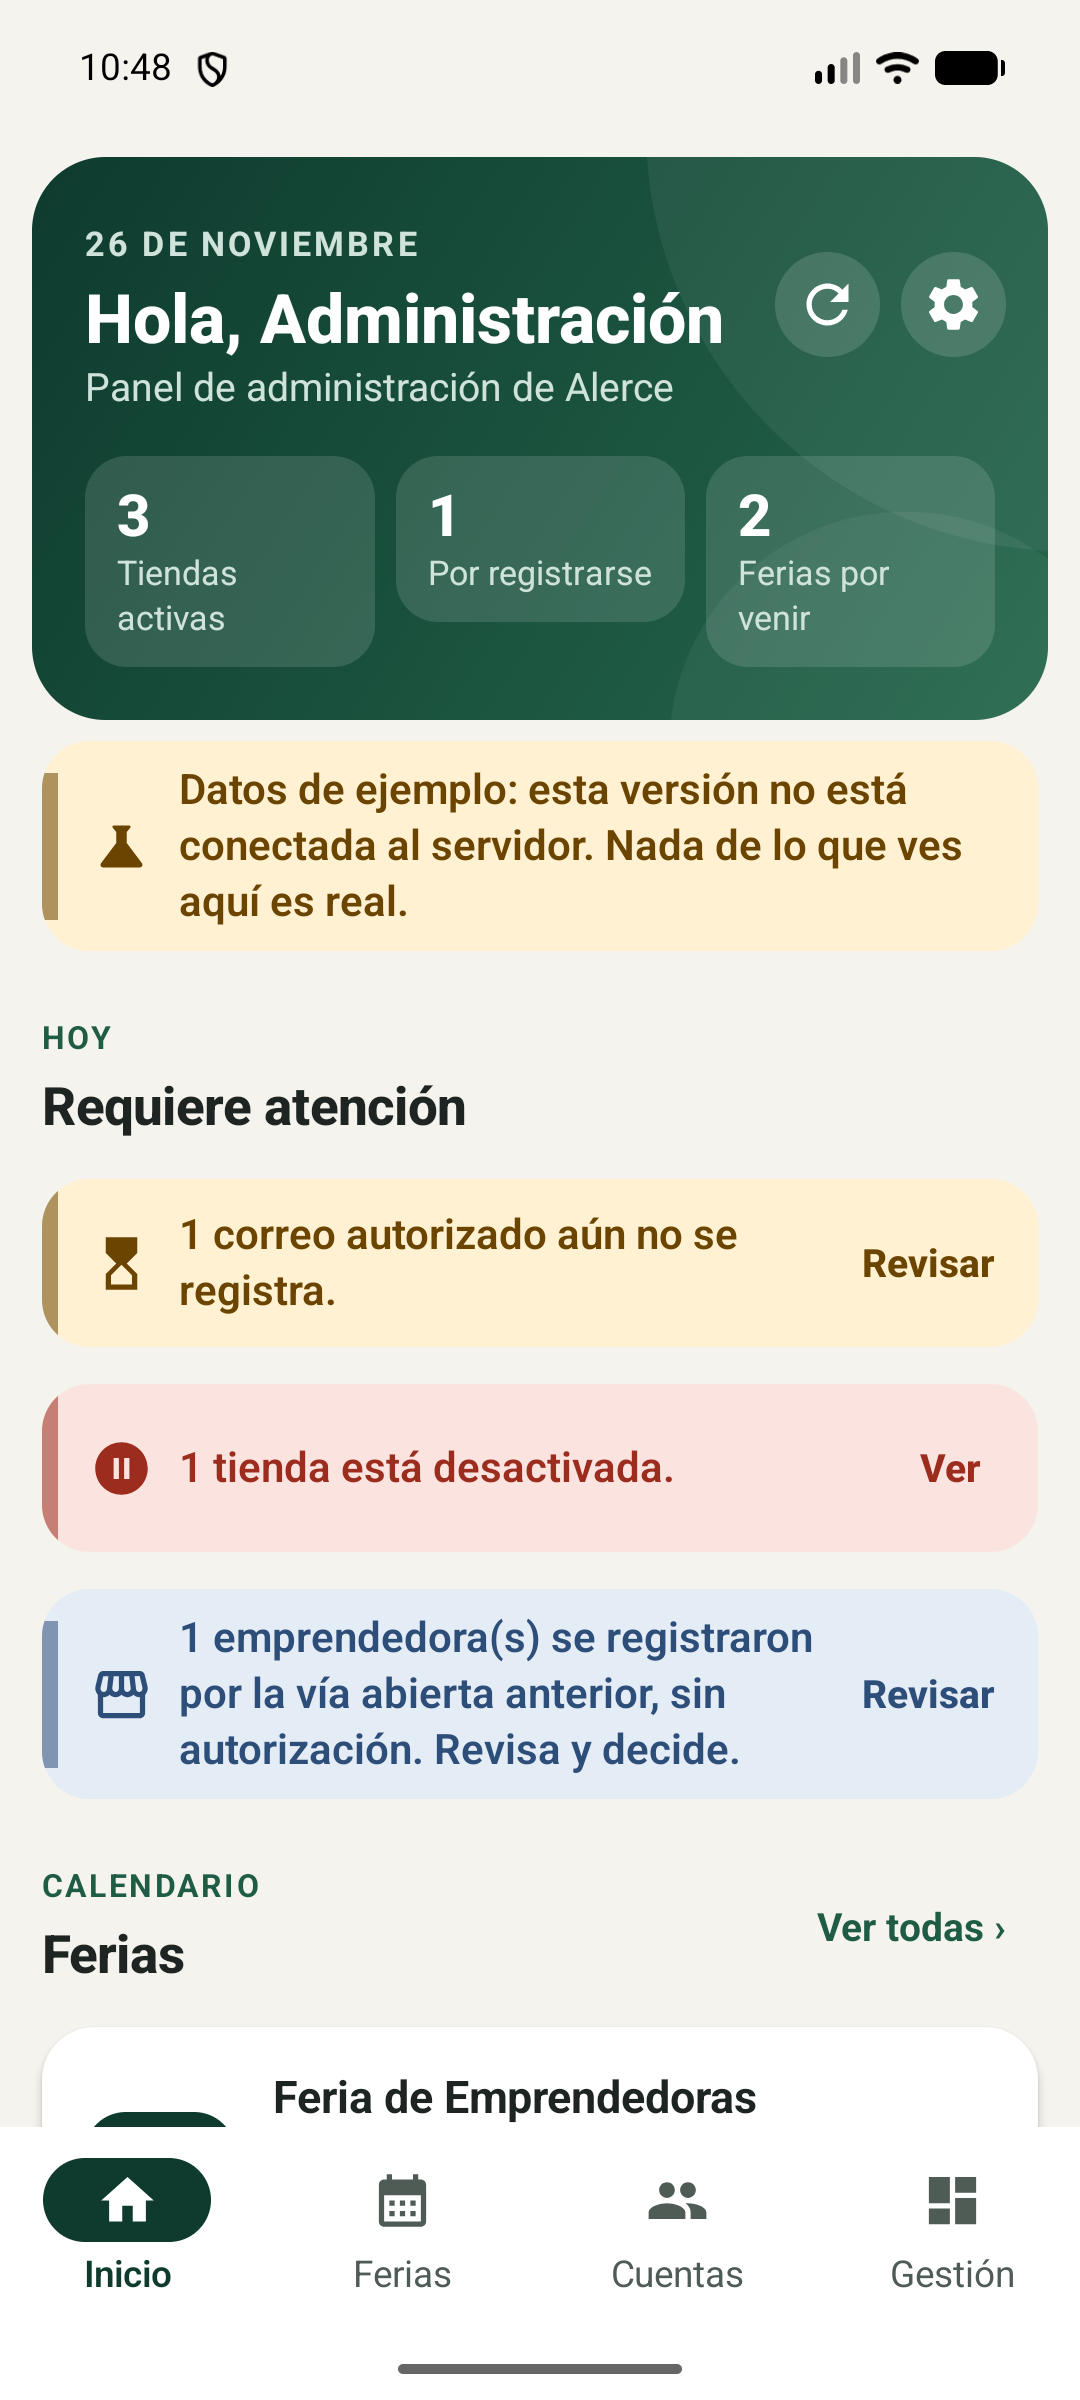 10:48
26 DE NOVIEMBRE
Hola, Administración
Panel de administración de Alerce
3
Tiendas
activas
1
Por registrarse
2
Ferias por
venir
Datos de ejemplo: esta versión no está
conectada al servidor. Nada de lo que ves
aquí es real.
HOY
Requiere atención
1 correo autorizado aún no se
registra.
Revisar
1 tienda está desactivada.
Ver
1 emprendedora(s) se registraron
por la vía abierta anterior, sin
autorización. Revisa y decide.
Revisar
CALENDARIO
Ferias
Ver todas ›
Feria de Emprendedoras
Inicio
Ferias
Cuentas
Gestión